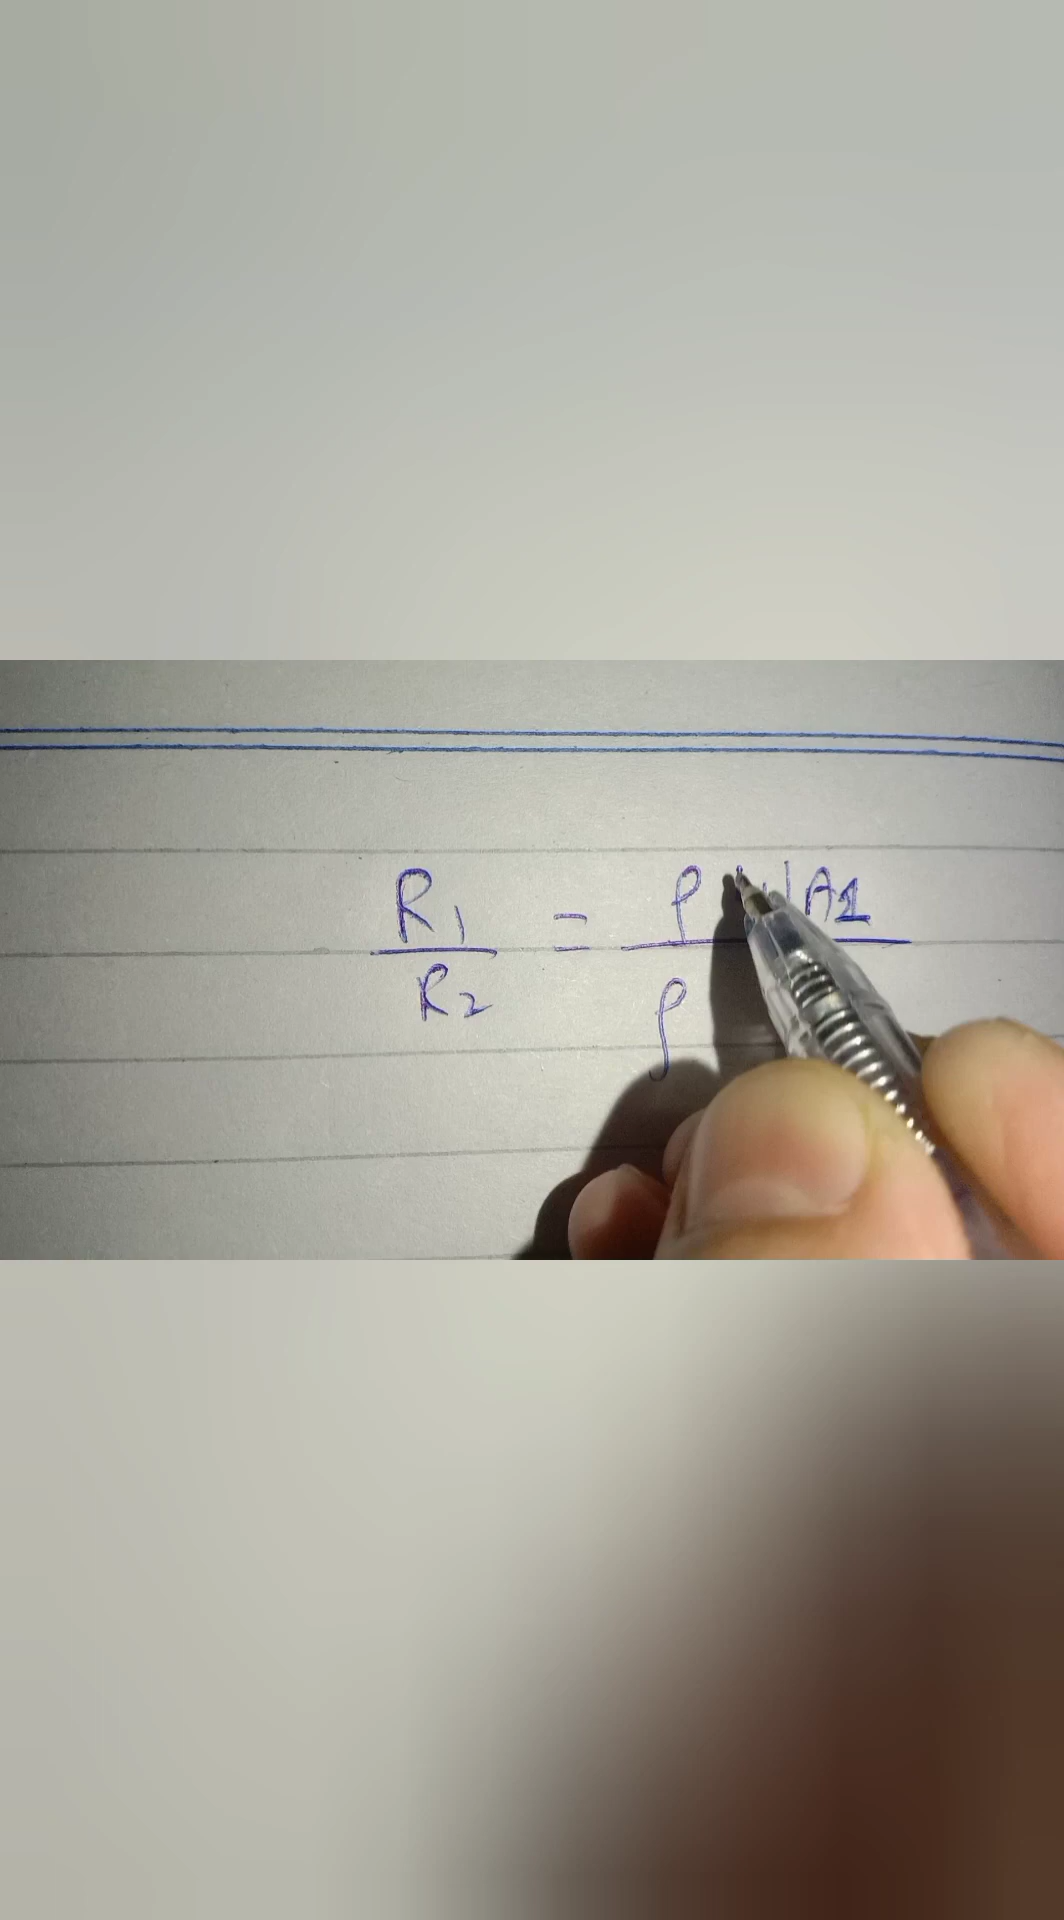 R₁ = ρ | A₁
R₂ ρ